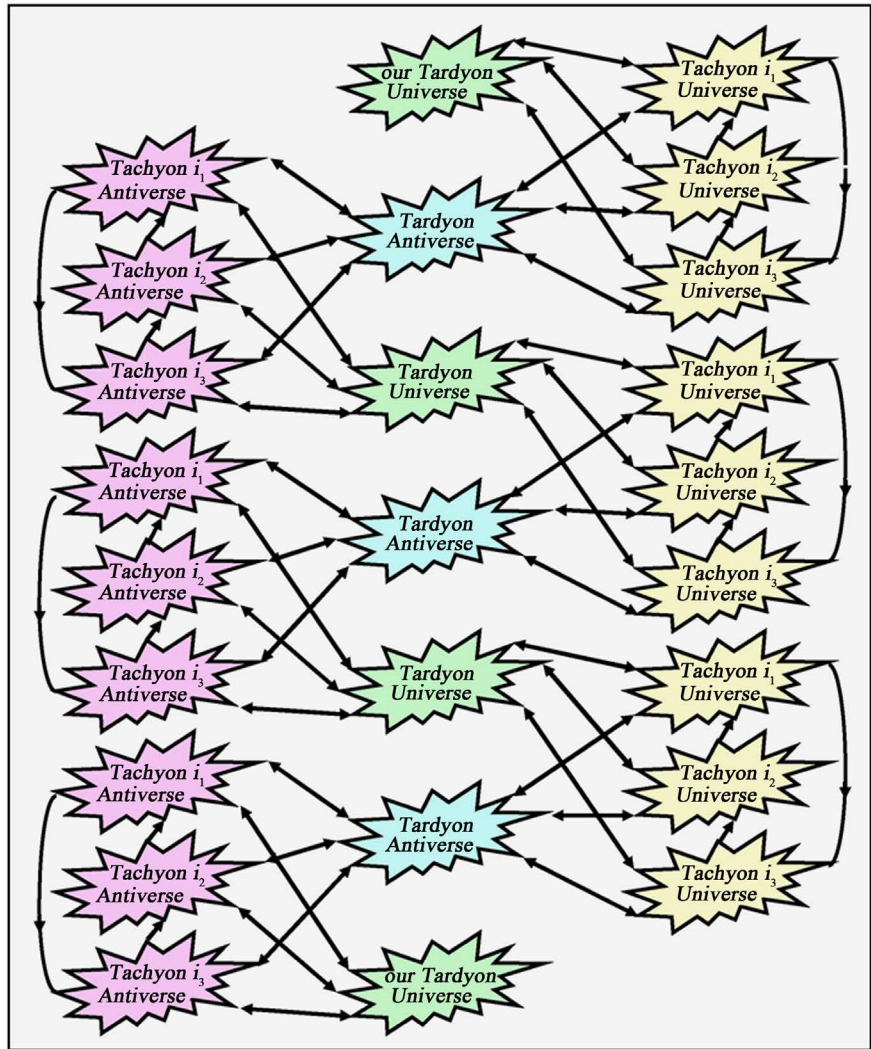 our Tardyon
Universe
Tachyon i₁
Universe
Tachyon i₁
Antiverse
Tachyon i₂
Universe
Tardyon
Antiverse
Tachyon i₂
Antiverse
Tachyon i₃
Universe
Tachyon i₃
Antiverse
Tardyon
Universe
Tachyon i₁
Universe
Tachyon i₁
Antiverse
Tachyon i₂
Universe
Tardyon
Antiverse
Tachyon i₂
Antiverse
Tachyon i₃
Universe
Tachyon i₃
Antiverse
Tardyon
Universe
Tachyon i₁
Universe
Tachyon i₁
Antiverse
Tachyon i₂
Universe
Tardyon
Antiverse
Tachyon i₂
Antiverse
Tachyon i₃
Universe
Tachyon i₃
Antiverse
our Tardyon
Universe